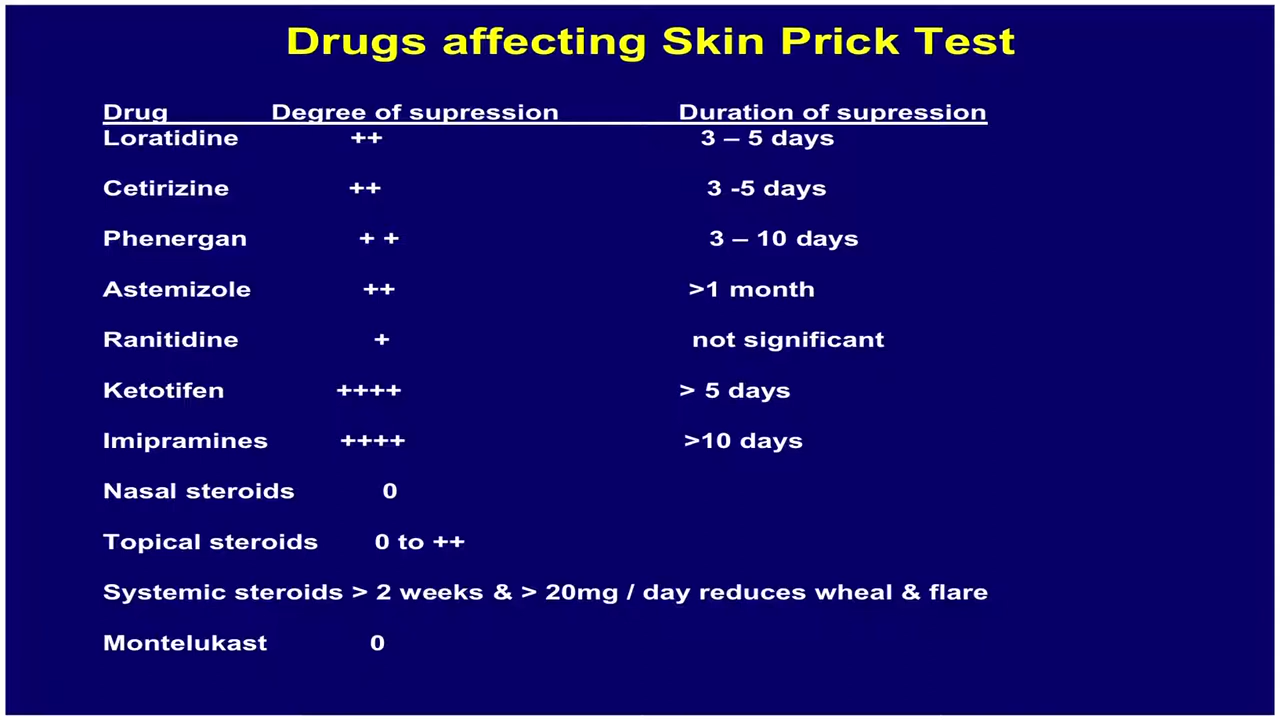 Drugs affecting Skin Prick Test
Drug Degree of supression Duration of supression
Loratidine ++ 3 – 5 days
Cetirizine ++ 3 -5 days
Phenergan + + 3 – 10 days
Astemizole ++ >1 month
Ranitidine + not significant
Ketotifen ++++ > 5 days
Imipramines ++++ >10 days
Nasal steroids 0
Topical steroids 0 to ++
Systemic steroids > 2 weeks & > 20mg / day reduces wheal & flare
Montelukast 0